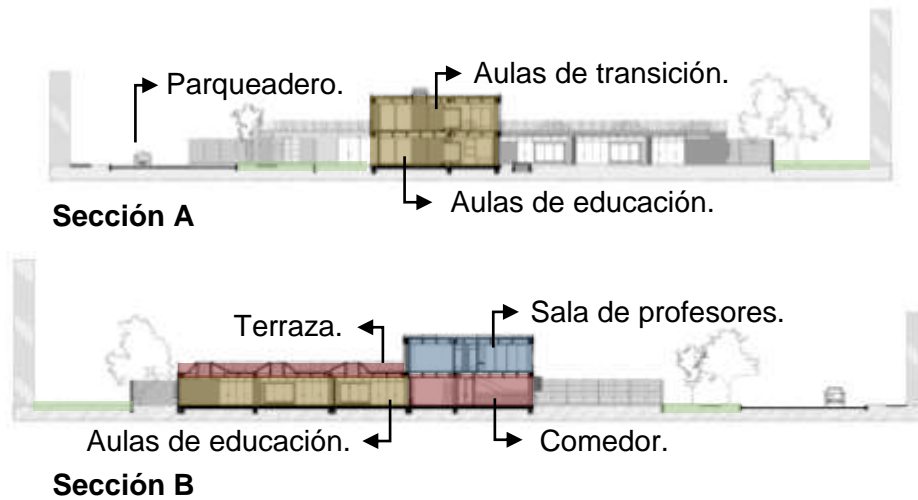 Parqueadero.
Aulas de transición.
Aulas de educación.
Sección A
Terraza.
Sala de profesores.
Aulas de educación.
Comedor.
Sección B